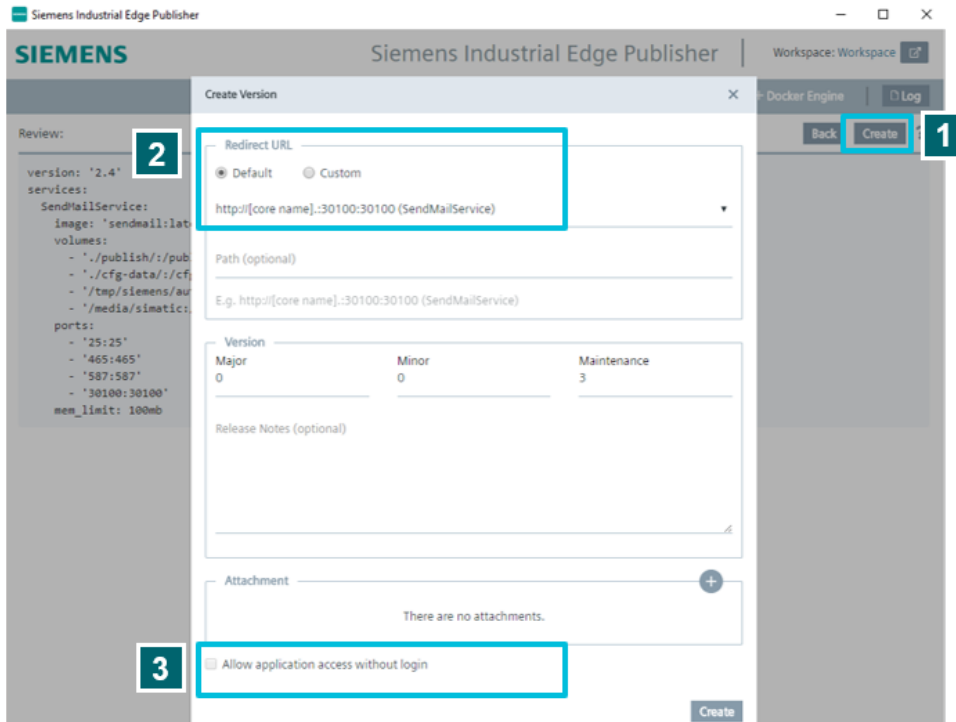 Siemens Industrial Edge Publisher
SIEMENS
Siemens Industrial Edge Publisher
Workspace: Workspace
Docker Engine
Log
Review:
Back
Create
1
Create Version
2
Redirect URL
Default
Custom
http://[core name].:30100:30100 (SendMailService)
Path (optional)
E.g. http://[core name].:30100:30100 (SendMailService)
version: '2.4'
services:
SendMailService:
image: 'sendmail:lat
volumes:
- './publish/:/pub
- './cfg-data/:/cf
- '/tmp/siemens/au
- '/media/simatic:
ports:
- '25:25'
- '465:465'
- '587:587'
- '30100:30100'
mem_limit: 100mb
Version
Major
Minor
Maintenance
0
0
3
Release Notes (optional)
Attachment
+
There are no attachments.
3
Allow application access without login
Create